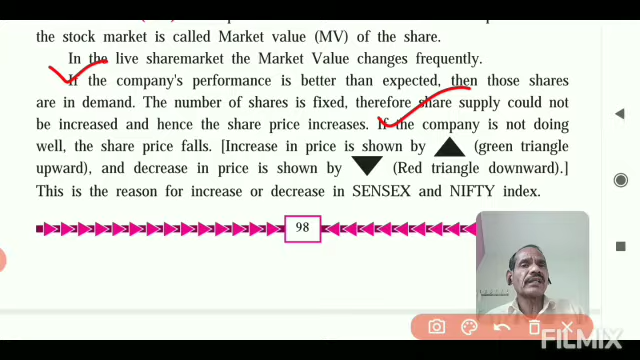 the stock market is called Market value (MV) of the share.
In the live sharemarket the Market Value changes frequently.
If the company's performance is better than expected, then those shares
are in demand. The number of shares is fixed, therefore share supply could not
be increased and hence the share price increases. If the company is not doing
well, the share price falls. [Increase in price is shown by (green triangle
upward), and decrease in price is shown by (Red triangle downward).]
This is the reason for increase or decrease in SENSEX and NIFTY index.
98
FILMIX